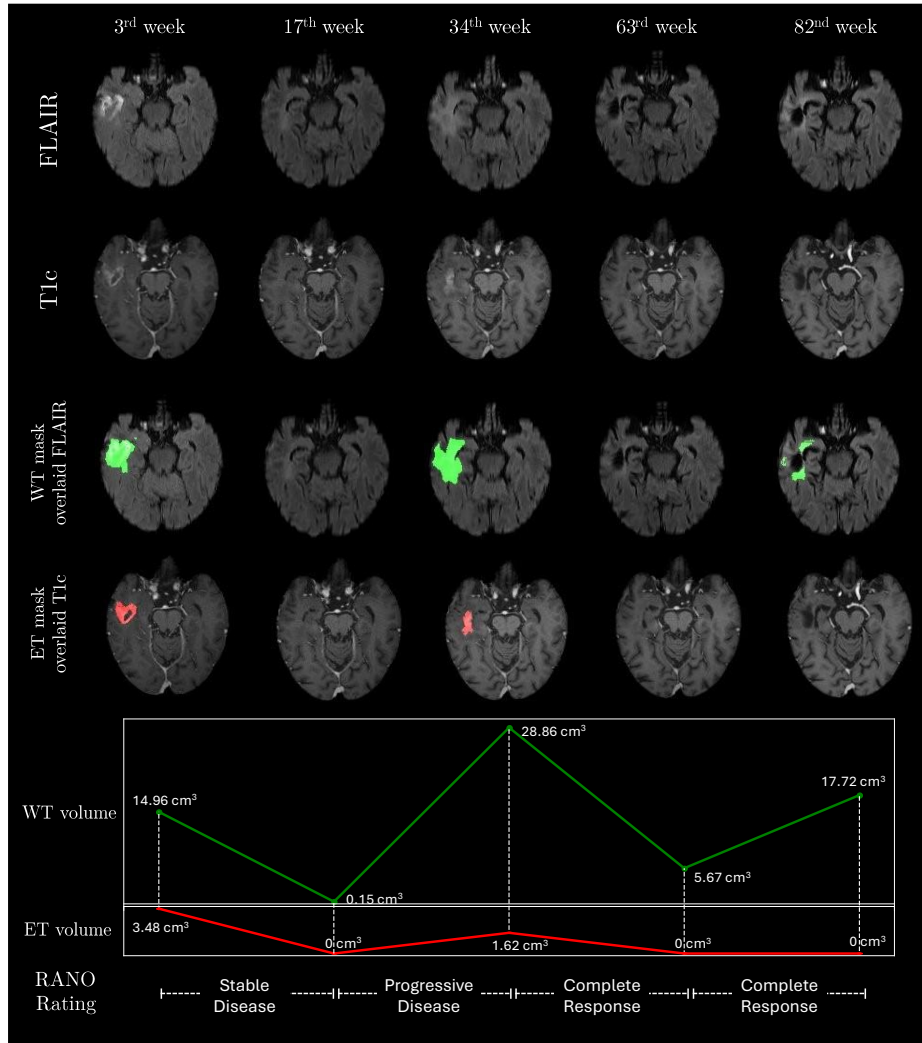 3rd week 17th week 34th week 63rd week 82nd week
FLAIR
T1c
WT mask
overlaid FLAIR
ET mask
overlaid T1c
WT volume
14.96 cm³
0.15 cm³
28.86 cm³
5.67 cm³
17.72 cm³
ET volume
3.48 cm³
0 cm³
1.62 cm³
0 cm³
0 cm³
RANO
Rating
Stable
Disease
Progressive
Disease
Complete
Response
Complete
Response